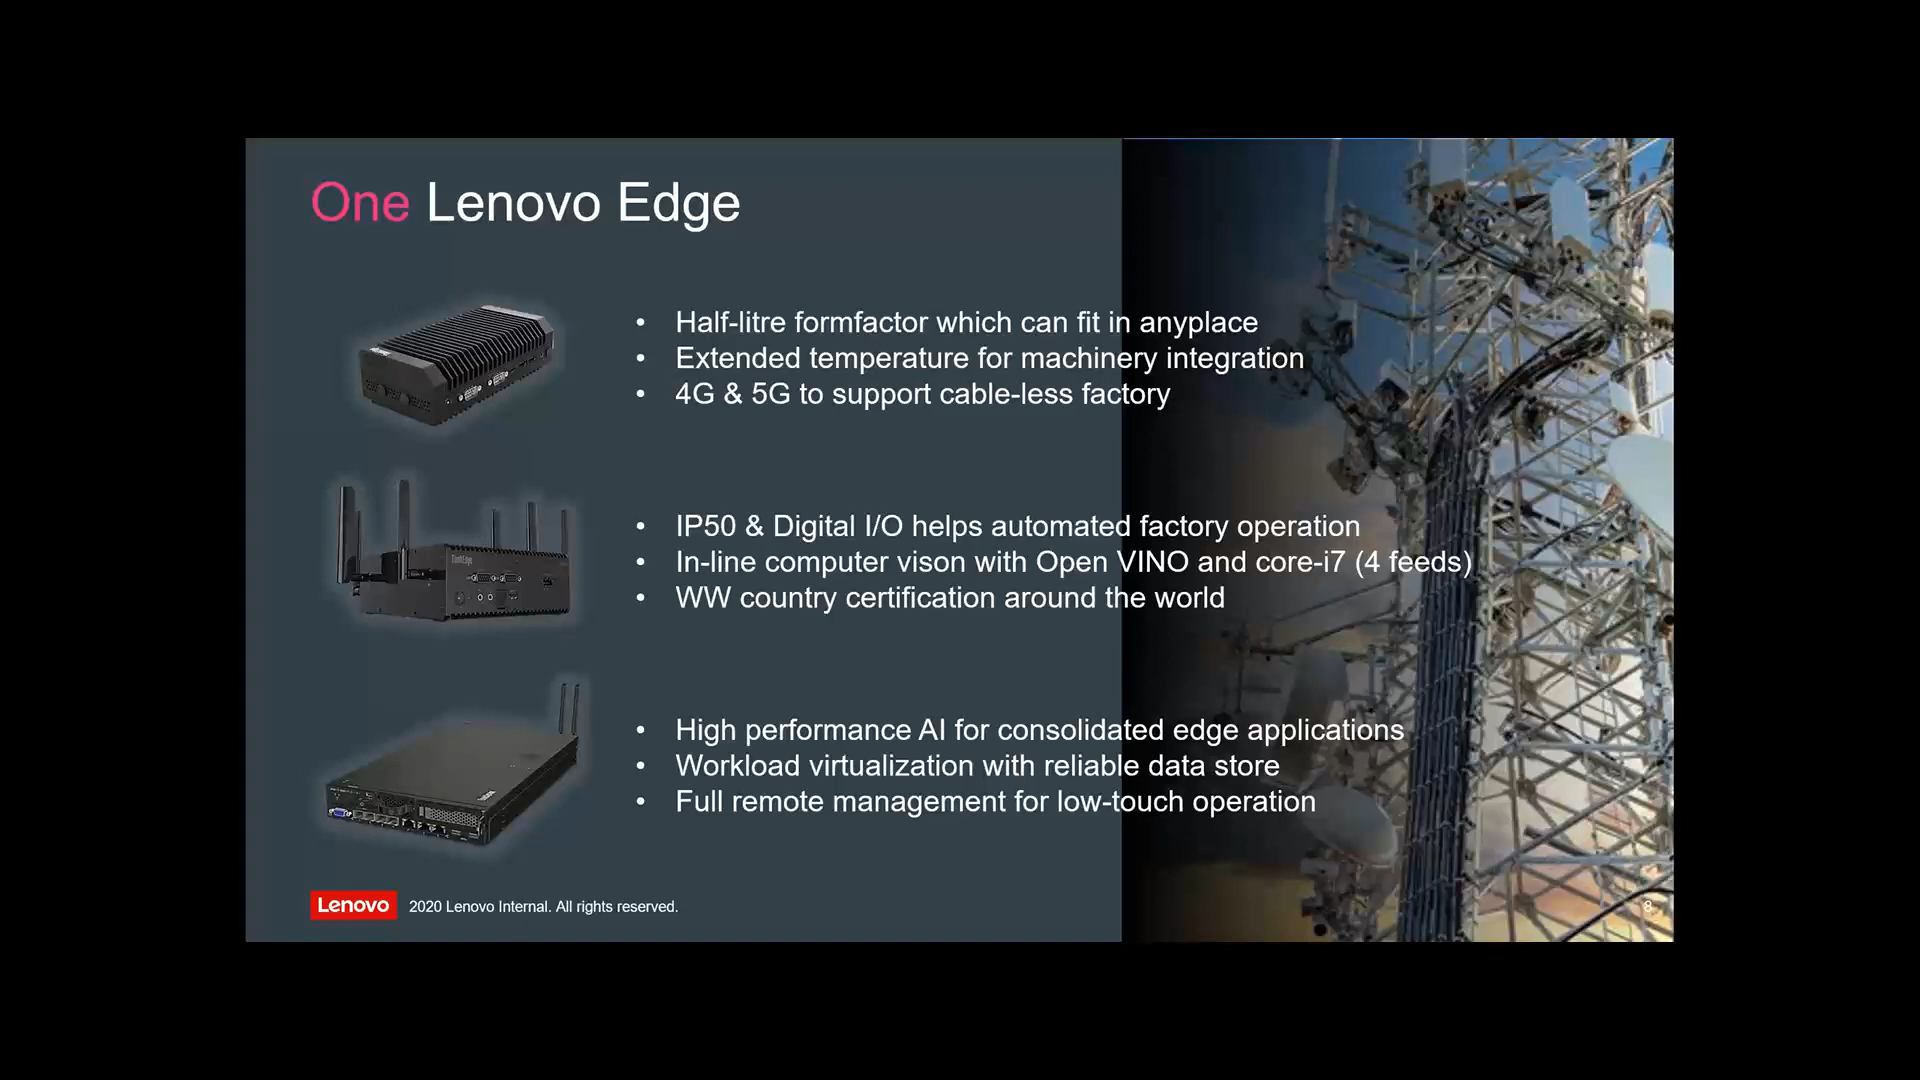 One Lenovo Edge
• Half-litre formfactor which can fit in anyplace
• Extended temperature for machinery integration
• 4G & 5G to support cable-less factory
ThinkEdge
• IP50 & Digital I/O helps automated factory operation
• In-line computer vison with Open VINO and core-i7 (4 feeds)
• WW country certification around the world
• High performance AI for consolidated edge applications
• Workload virtualization with reliable data store
• Full remote management for low-touch operation
Lenovo 2020 Lenovo Internal. All rights reserved.
8